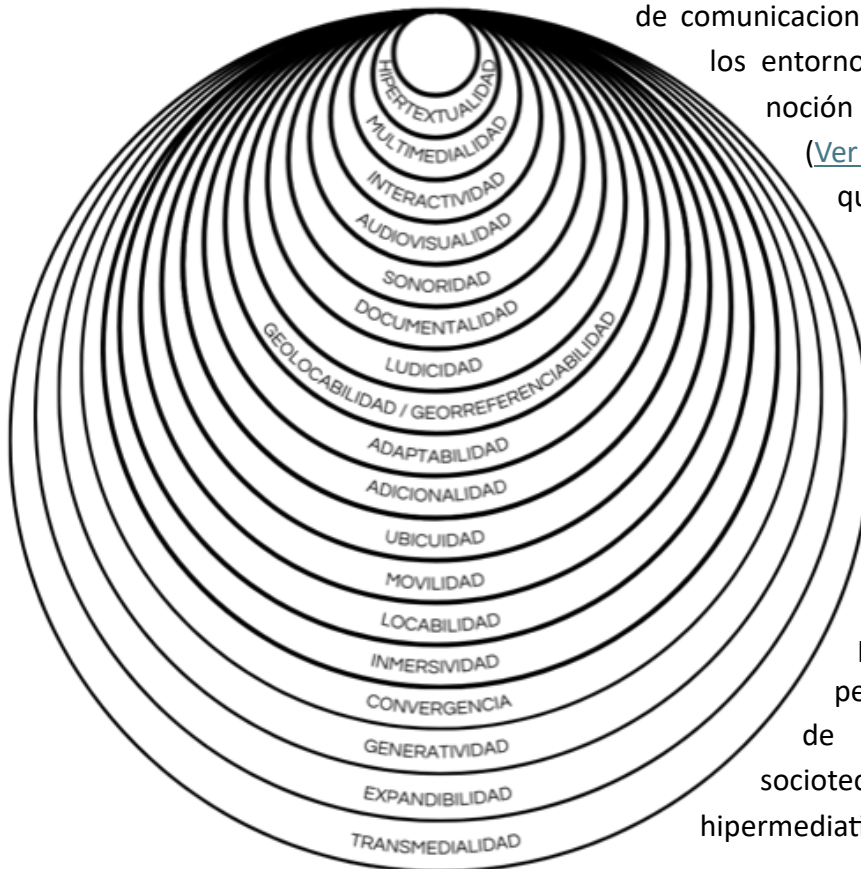 de comunicacion
los entorno
noción
(Ver
qu
HIPERTEXTUALIDAD
MULTIMEDIALIDAD
INTERACTIVIDAD
AUDIOVISUALIDAD
SONORIDAD
DOCUMENTALIDAD
LUDICIDAD
GEOLOCABILIDAD / GEORREFERENCIABILIDAD
ADAPTABILIDAD
ADICIONALIDAD
UBICUIDAD
MOVILIDAD
LOCABILIDAD
INMERSIVIDAD
CONVERGENCIA
GENERATIVIDAD
EXPANDIBILIDAD
TRANSMEDIALIDAD
pe
de
sociotec
hipermediati